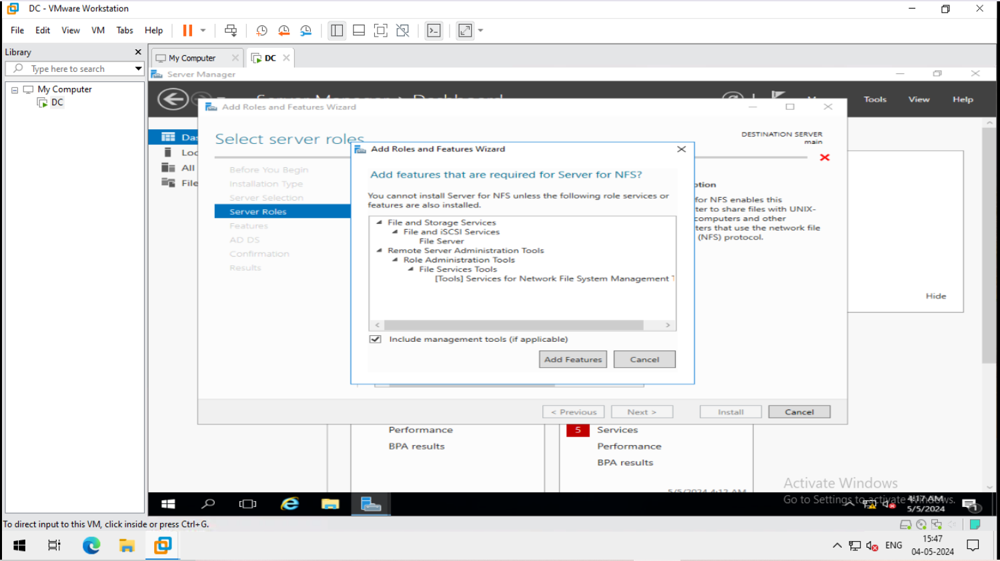 DC - VMware Workstation
File Edit View VM Tabs Help
Library
My Computer
DC
Type here to search
My Computer
DC
Server Manager
Server Manager › Dashboard
Tools View Help
Das
Loc
All
File
Add Roles and Features Wizard
Select server roles
DESTINATION SERVER
main
Before You Begin
Installation Type
Server Selection
Server Roles
Features
AD DS
Confirmation
Results
Add Roles and Features Wizard
Add features that are required for Server for NFS?
You cannot install Server for NFS unless the following role services or
features are also installed.
File and Storage Services
File and iSCSI Services
File Server
Remote Server Administration Tools
Role Administration Tools
File Services Tools
[Tools] Services for Network File System Management T
Include management tools (if applicable)
Add Features Cancel
ption
for NFS enables this
ter to share files with UNIX-
computers and other
ters that use the network file
(NFS) protocol.
Hide
< Previous Next > Install Cancel
Performance
BPA results
5 Services
Performance
BPA results
5/5/2024 4:12 AM
Activate Windows
Go to Settings to activate Windows.
4:17 AM
5/5/2024
1
To direct input to this VM, click inside or press Ctrl+G.
ENG
15:47
04-05-2024